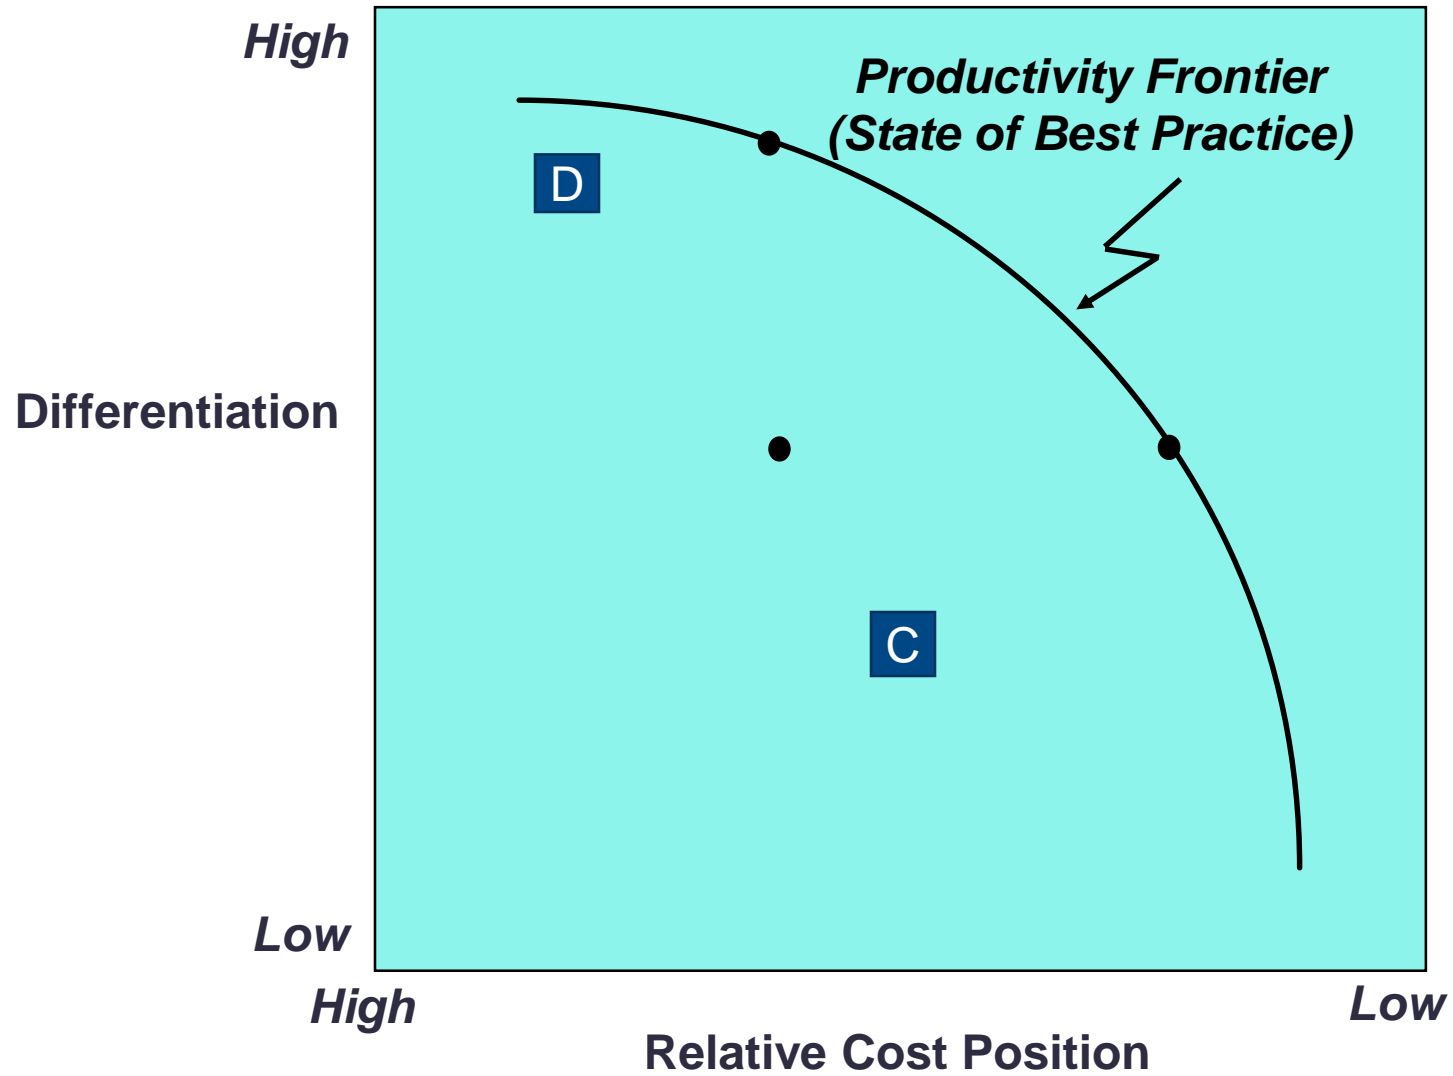 High
Productivity Frontier
(State of Best Practice)
D
Differentiation
C
Low
High
Low
Relative Cost Position